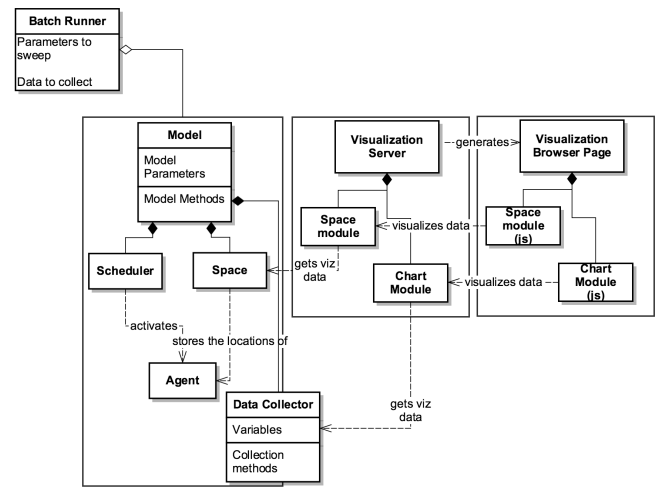 Batch Runner
Parameters to
sweep
Data to collect
Model
Model
Parameters
Model Methods
Scheduler
Space
activates
stores the locations of
Agent
Data Collector
Variables
Collection
methods
Visualization
Server
Space
module
gets viz
data
Chart
Module
gets viz
data
generates
Visualization
Browser Page
visualizes data
Space
module
(js)
visualizes data
Chart
Module
(js)